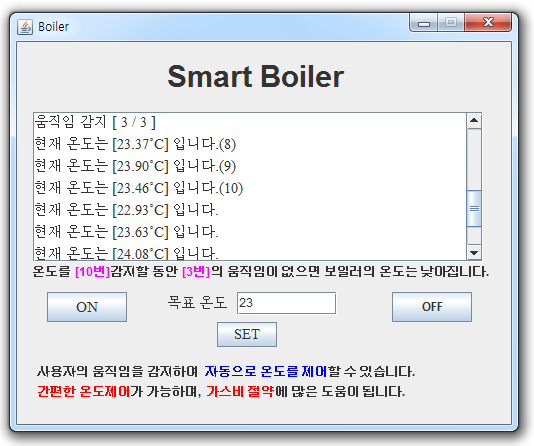 Boiler
Smart Boiler
움직임 감지 [ 3 / 3 ]
현재 온도는 [23.37˚C] 입니다.(8)
현재 온도는 [23.90˚C] 입니다.(9)
현재 온도는 [23.46˚C] 입니다.(10)
현재 온도는 [22.93˚C] 입니다.
현재 온도는 [23.63˚C] 입니다.
현재 온도는 [24.08˚C] 입니다.
온도를 [10번]감지할 동안 [3번]의 움직임이 없으면 보일러의 온도는 낮아집니다.
ON 목표 온도 23 OFF
SET
사용자의 움직임을 감지하며 자동으로 온도를 제어할 수 있습니다.
간편한 온도제어가 가능하며, 가스비 절약에 많은 도움이 됩니다.